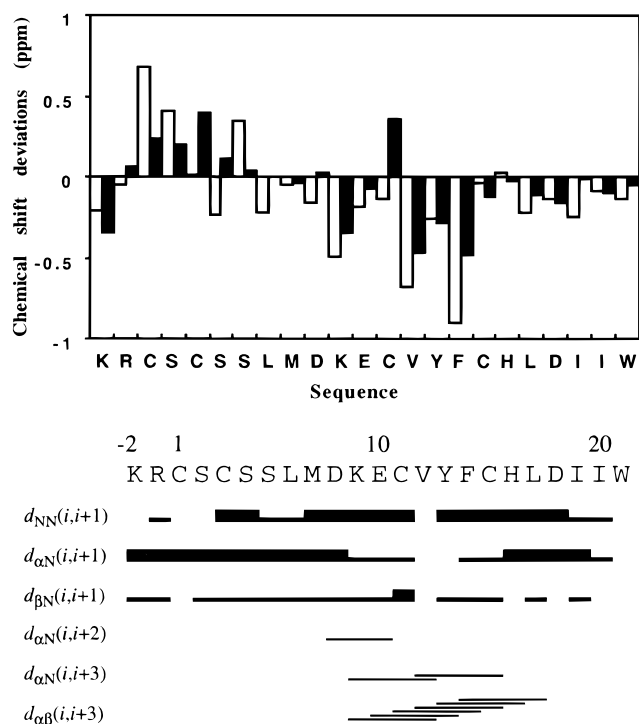 Chemical shift deviations (ppm)
1
0.5
0
-0.5
-1
K R C S C S S L M D K E C V Y F C H L D I I W
Sequence
-2 1 10 20
K R C S C S S L M D K E C V Y F C H L D I I W
dNN(i,i+1)
dαN(i,i+1)
dβN(i,i+1)
dαN(i,i+2)
dαN(i,i+3)
dαβ(i,i+3)